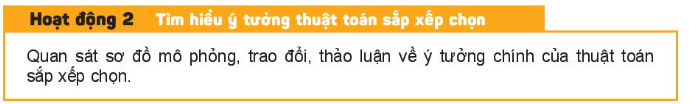 Hoạt động 2 Tìm hiểu ý tưởng thuật toán sắp xếp chọn
Quan sát sơ đồ mô phỏng, trao đổi, thảo luận về ý tưởng chính của thuật toán
sắp xếp chọn.